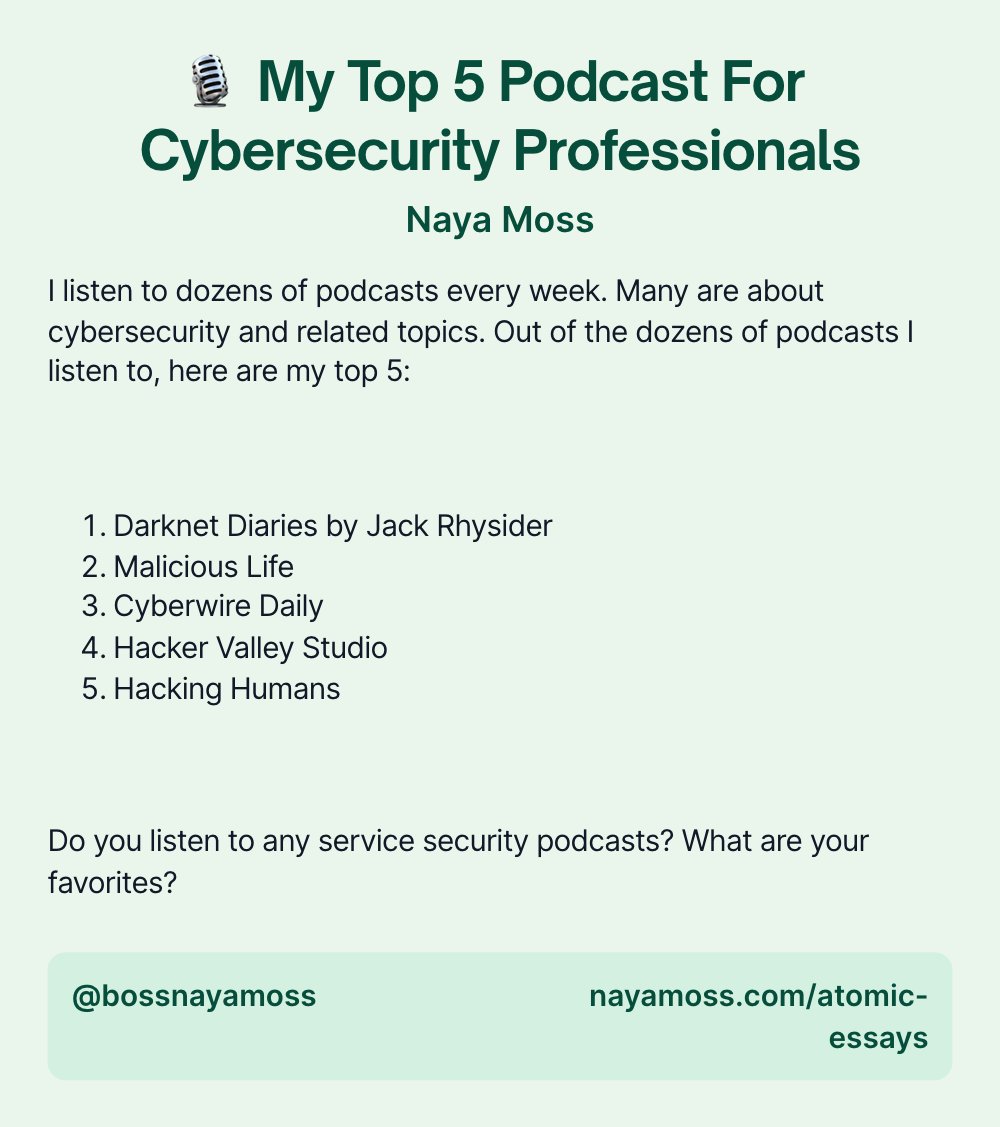 🎙️ My Top 5 Podcast For
Cybersecurity Professionals
Naya Moss
I listen to dozens of podcasts every week. Many are about
cybersecurity and related topics. Out of the dozens of podcasts I
listen to, here are my top 5:
1. Darknet Diaries by Jack Rhysider
2. Malicious Life
3. Cyberwire Daily
4. Hacker Valley Studio
5. Hacking Humans
Do you listen to any service security podcasts? What are your
favorites?
@bossnayamoss
nayamoss.com/atomic-
essays